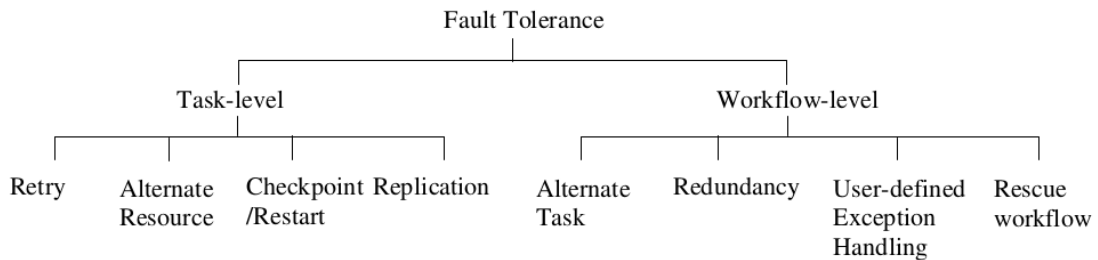 Fault Tolerance
Task-level
Workflow-level
Retry
Alternate
Resource
Checkpoint
/Restart
Replication
Alternate
Task
Redundancy
User-defined
Exception
Handling
Rescue
workflow